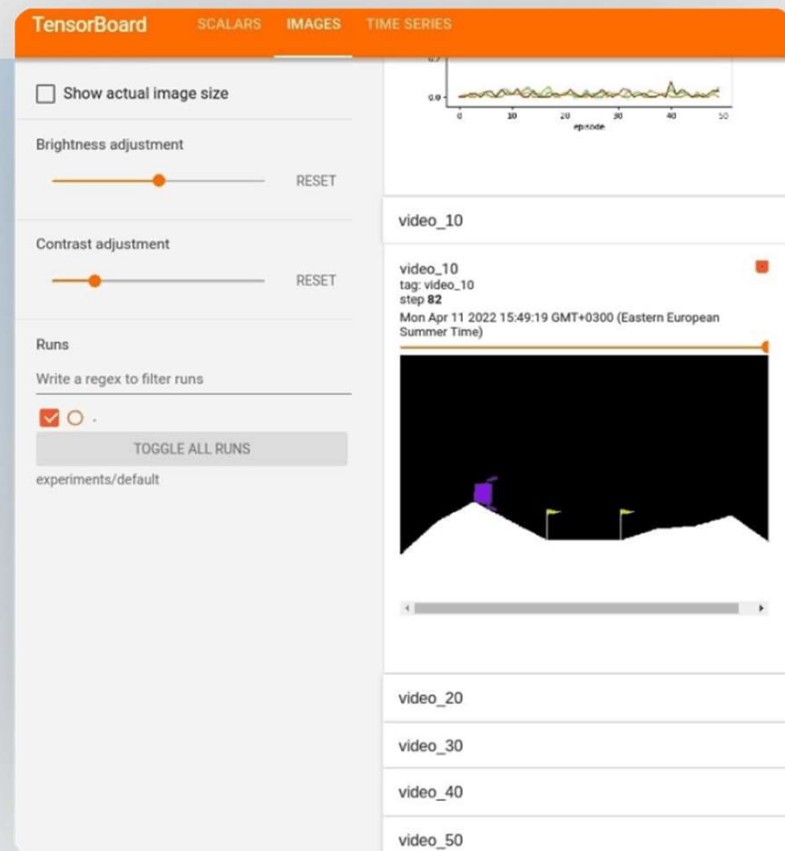 TensorBoard SCALARS IMAGES TIME SERIES
Show actual image size
Brightness adjustment
RESET
Contrast adjustment
RESET
Runs
Write a regex to filter runs
.
TOGGLE ALL RUNS
experiments/default
0.0
0 10 20 30 40 50
episode
video_10
video_10
tag: video_10
step 82
Mon Apr 11 2022 15:49:19 GMT+0300 (Eastern European
Summer Time)
video_20
video_30
video_40
video_50